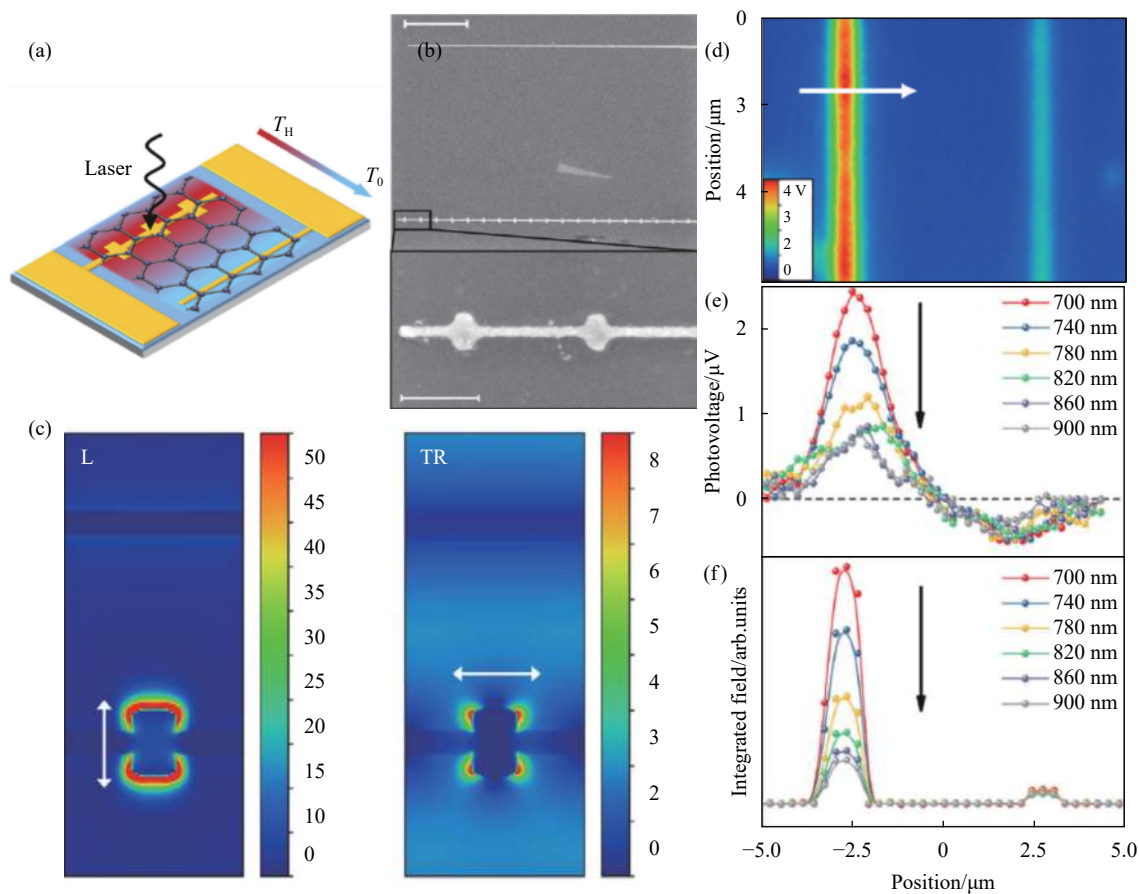 (a)
T_H
Laser
T_0
(b)
(c)
L
50
45
40
35
30
25
20
15
10
0
TR
8
7
6
5
4
3
2
0
(d)
0
3
4
Position/μm
4 V
3
2
0
(e)
2
1
0
Photovoltage/μV
700 nm
740 nm
780 nm
820 nm
860 nm
900 nm
(f)
Integrated field/arb.units
700 nm
740 nm
780 nm
820 nm
860 nm
900 nm
−5.0
−2.5
0
2.5
5.0
Position/μm